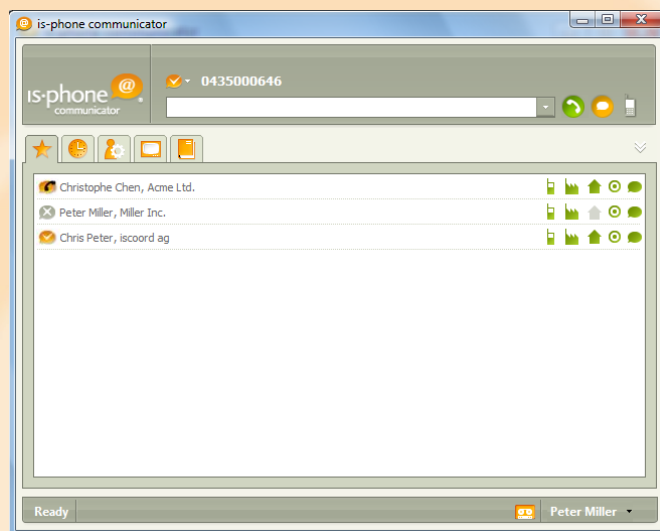 is-phone communicator
is-phone @.
communicator
0435000646
Christophe Chen, Acme Ltd.
Peter Miller, Miller Inc.
Chris Peter, iscoord ag
Ready
Peter Miller